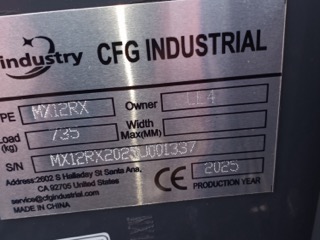 industry CFG INDUSTRIAL
PE MX12RX Owner
Load (kg) 735 Width Max(MM)
S/N MX12RX2025J001337
Address:2602 S Halladay St Santa Ana,
CA 92705 United States
service@cfgindustrial.com
MADE IN CHINA
CE 2025
PRODUCTION YEAR